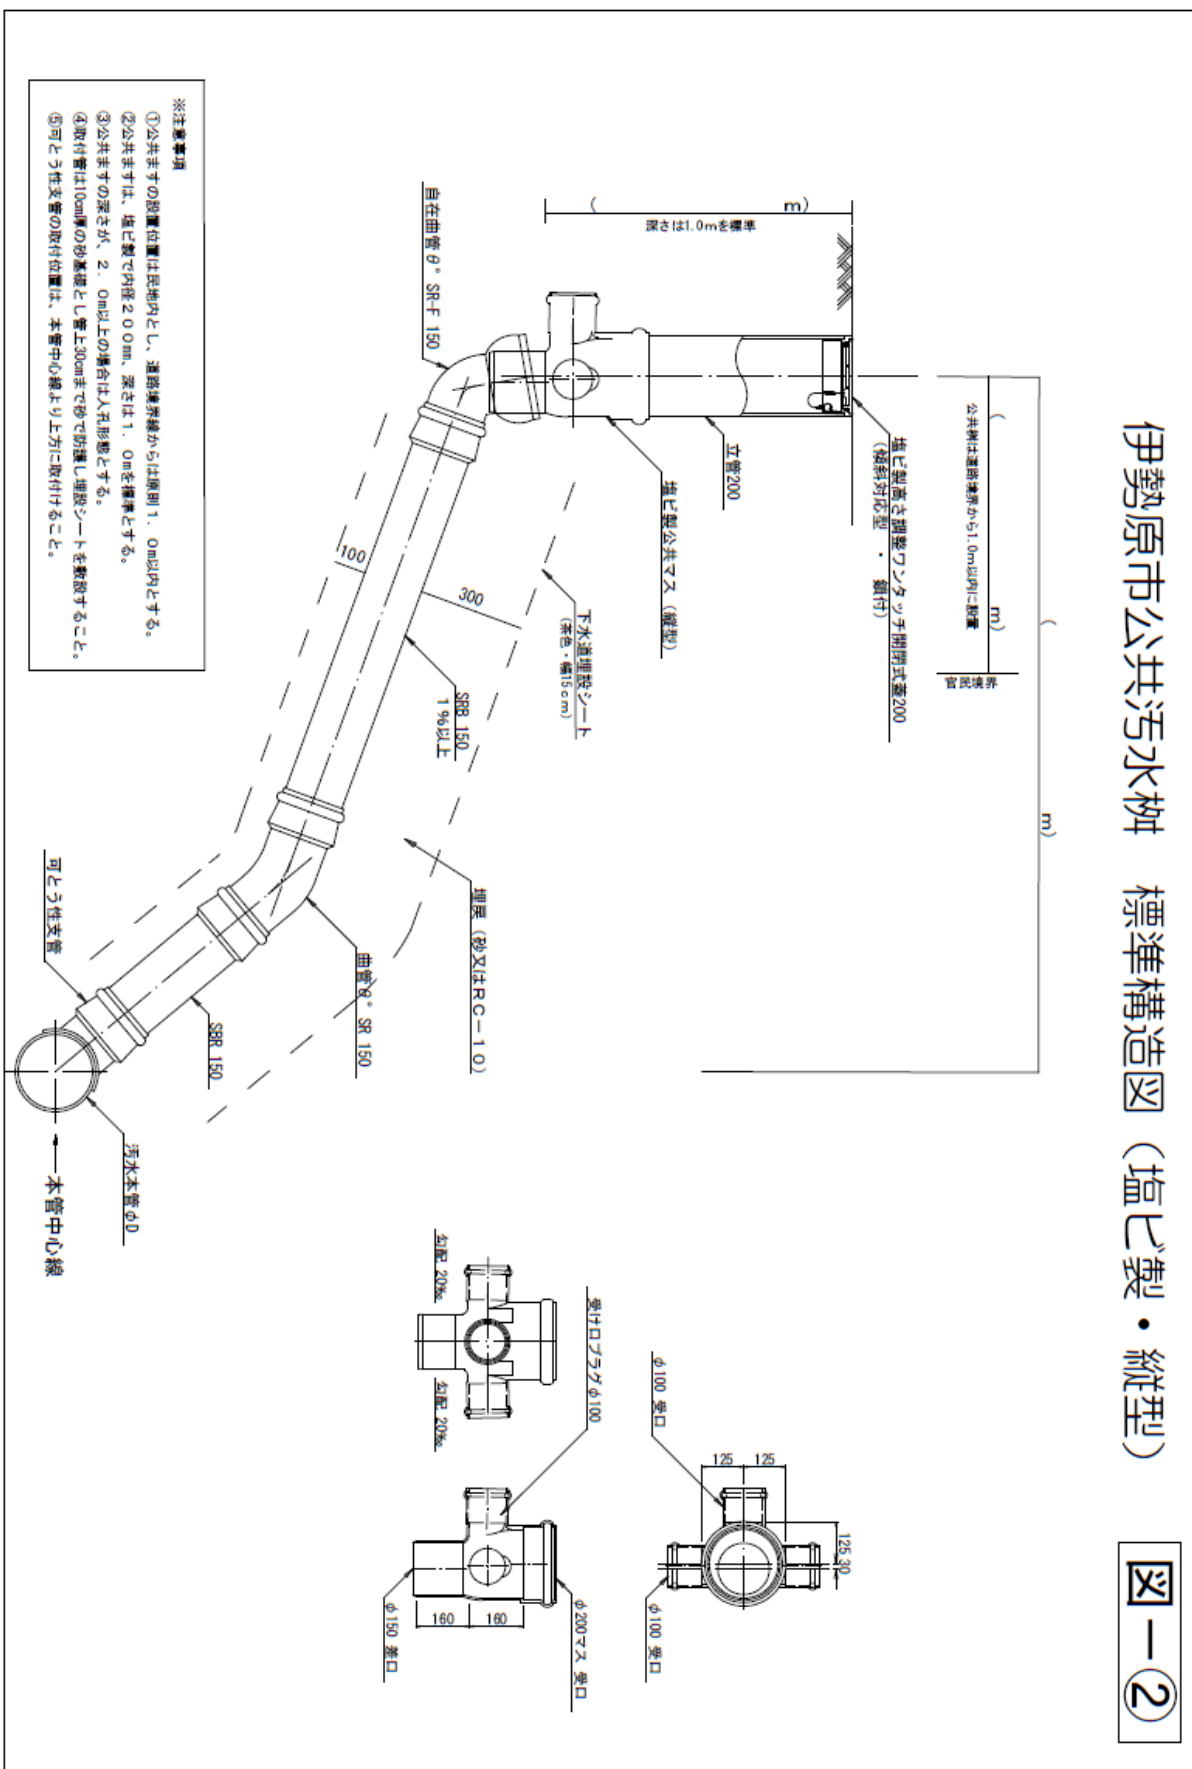 伊勢原市公共汚水桝 標準構造図（塩ビ製・縦型）
図ー②
（ m）
（ m）
公共桝は道路境界から1.0m以内に設置
官民境界
塩ビ製高さ調整ワンタッチ開閉式蓋200
（傾斜対応型 ・ 鎖付）
立管200
塩ビ製公共マス（縦型）
（ m）
深さは1.0mを標準
下水道埋設シート
（茶色・幅15cm）
300
100
自在曲管θ° SR-F 150
SRB 150
1%以上
埋戻（砂又はRC－10）
曲管θ° SR 150
SBR 150
可とう性支管
汚水本管φD
本管中心線
φ100 受口
125 125
125 30
φ100 受口
受け口プラグφ100
勾配 20‰
勾配 20‰
φ200マス 受口
160 160
φ150 差口
※注意事項
①公共ますの設置位置は民地内とし、道路境界線からは原則1．0m以内とする。
②公共ますは、塩ビ製で内径200mm、深さは1．0mを標準とする。
③公共ますの深さが、2．0m以上の場合は人孔形態とする。
④取付管は10cm厚の砂基礎とし管上30cmまで砂で防護し埋設シートを敷設すること。
⑤可とう性支管の取付位置は、本管中心線より上方に取付けること。